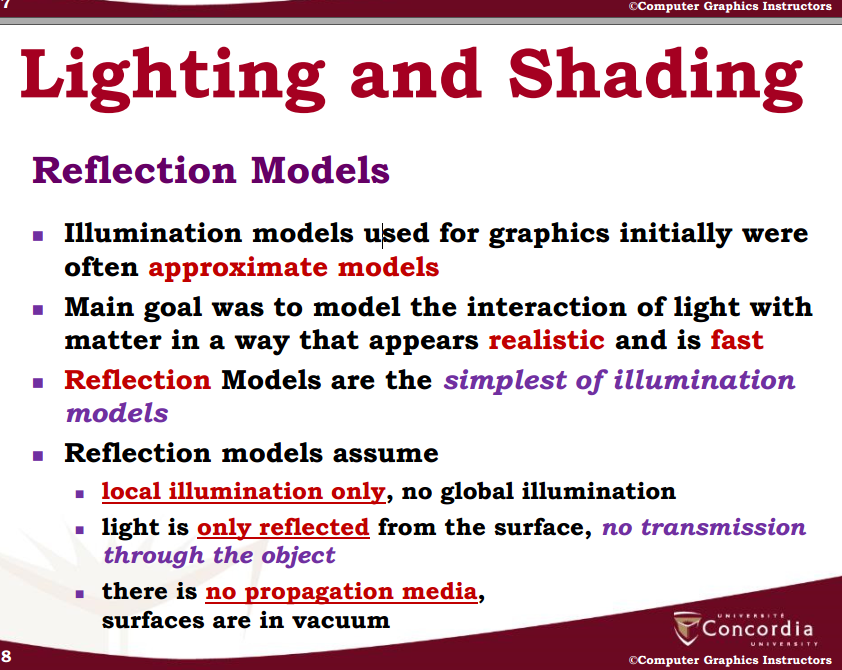 7
©Computer Graphics Instructors
Lighting and Shading
Reflection Models
Illumination models used for graphics initially were
often approximate models
Main goal was to model the interaction of light with
matter in a way that appears realistic and is fast
Reflection Models are the simplest of illumination
models
Reflection models assume
local illumination only, no global illumination
light is only reflected from the surface, no transmission
through the object
there is no propagation media,
surfaces are in vacuum
UNIVERSITÉ
Concordia
UNIVERSITY
8
©Computer Graphics Instructors